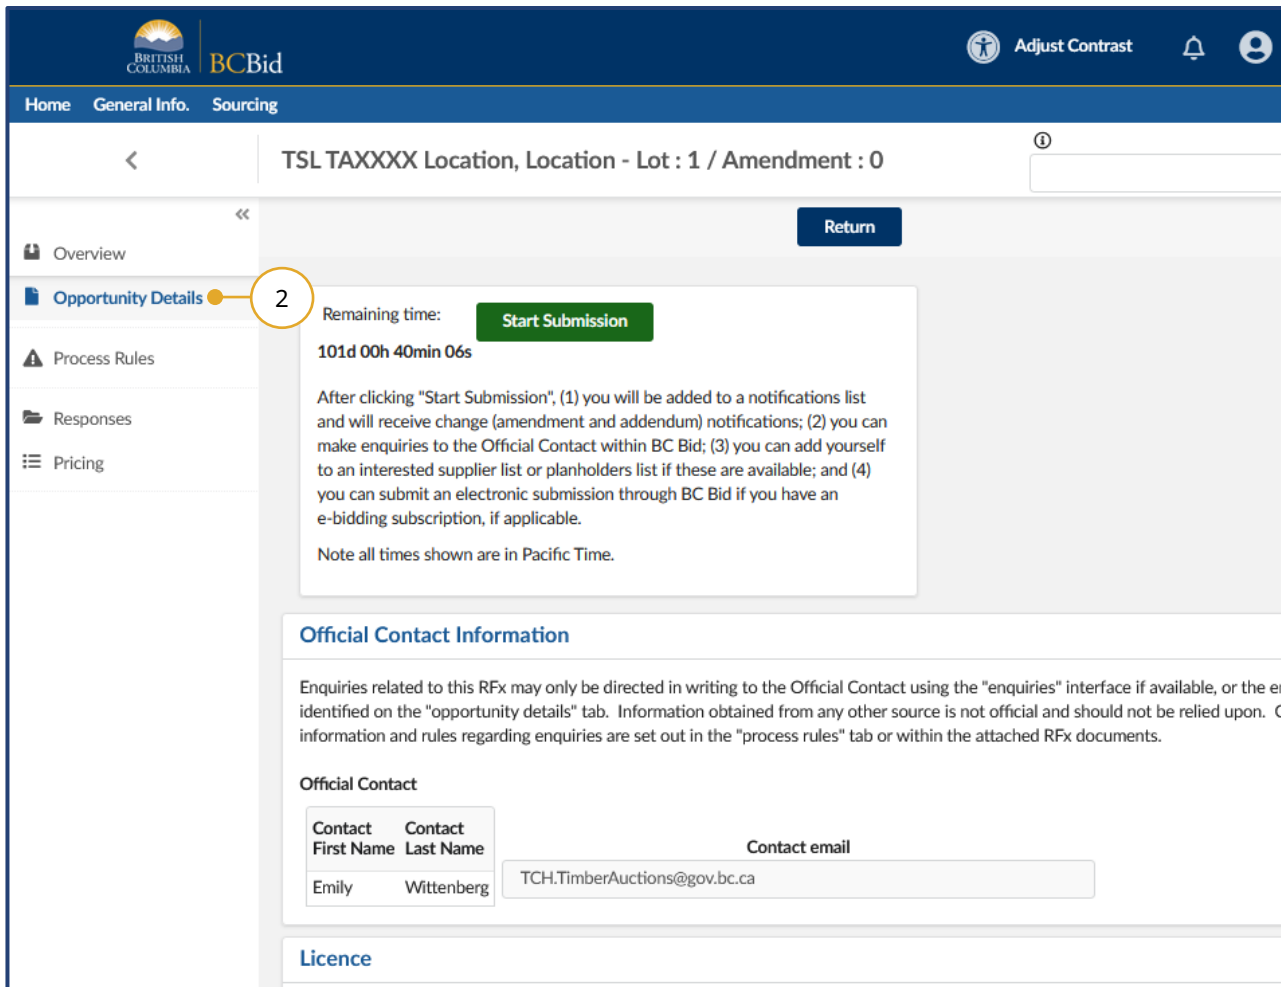 BRITISH
COLUMBIA
BCBid
Adjust Contrast
Home General Info. Sourcing
TSL TAXXXX Location, Location - Lot : 1 / Amendment : 0
Return
Overview
Opportunity Details
2
Process Rules
Responses
Pricing
Remaining time:
Start Submission
101d 00h 40min 06s
After clicking "Start Submission", (1) you will be added to a notifications list
and will receive change (amendment and addendum) notifications; (2) you can
make enquiries to the Official Contact within BC Bid; (3) you can add yourself
to an interested supplier list or planholders list if these are available; and (4)
you can submit an electronic submission through BC Bid if you have an
e-bidding subscription, if applicable.
Note all times shown are in Pacific Time.
Official Contact Information
Enquiries related to this RFx may only be directed in writing to the Official Contact using the "enquiries" interface if available, or the
identified on the "opportunity details" tab. Information obtained from any other source is not official and should not be relied upon.
information and rules regarding enquiries are set out in the "process rules" tab or within the attached RFx documents.
Official Contact
Contact Contact
First Name Last Name
Contact email
Emily Wittenberg
TCH.TimberAuctions@gov.bc.ca
Licence